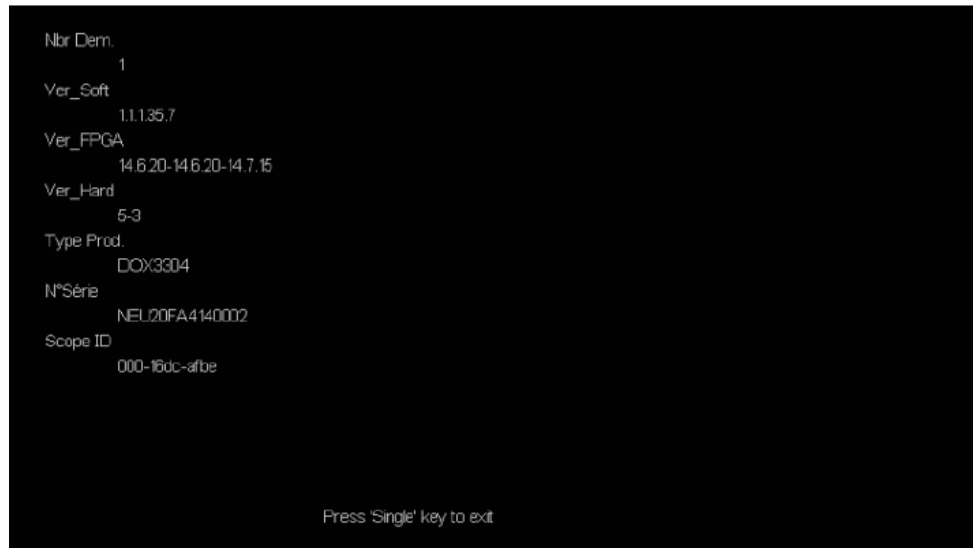 Nbr Dem.
1
Ver_Soft
1.1.1.35.7
Ver_FPGA
14.6.20-14.6.20-14.7.15
Ver_Hard
5-3
Type Prod.
DOX3304
N°Série
NEU20FA4140002
Scope ID
000-16dc-afbe
Press 'Single' key to exit